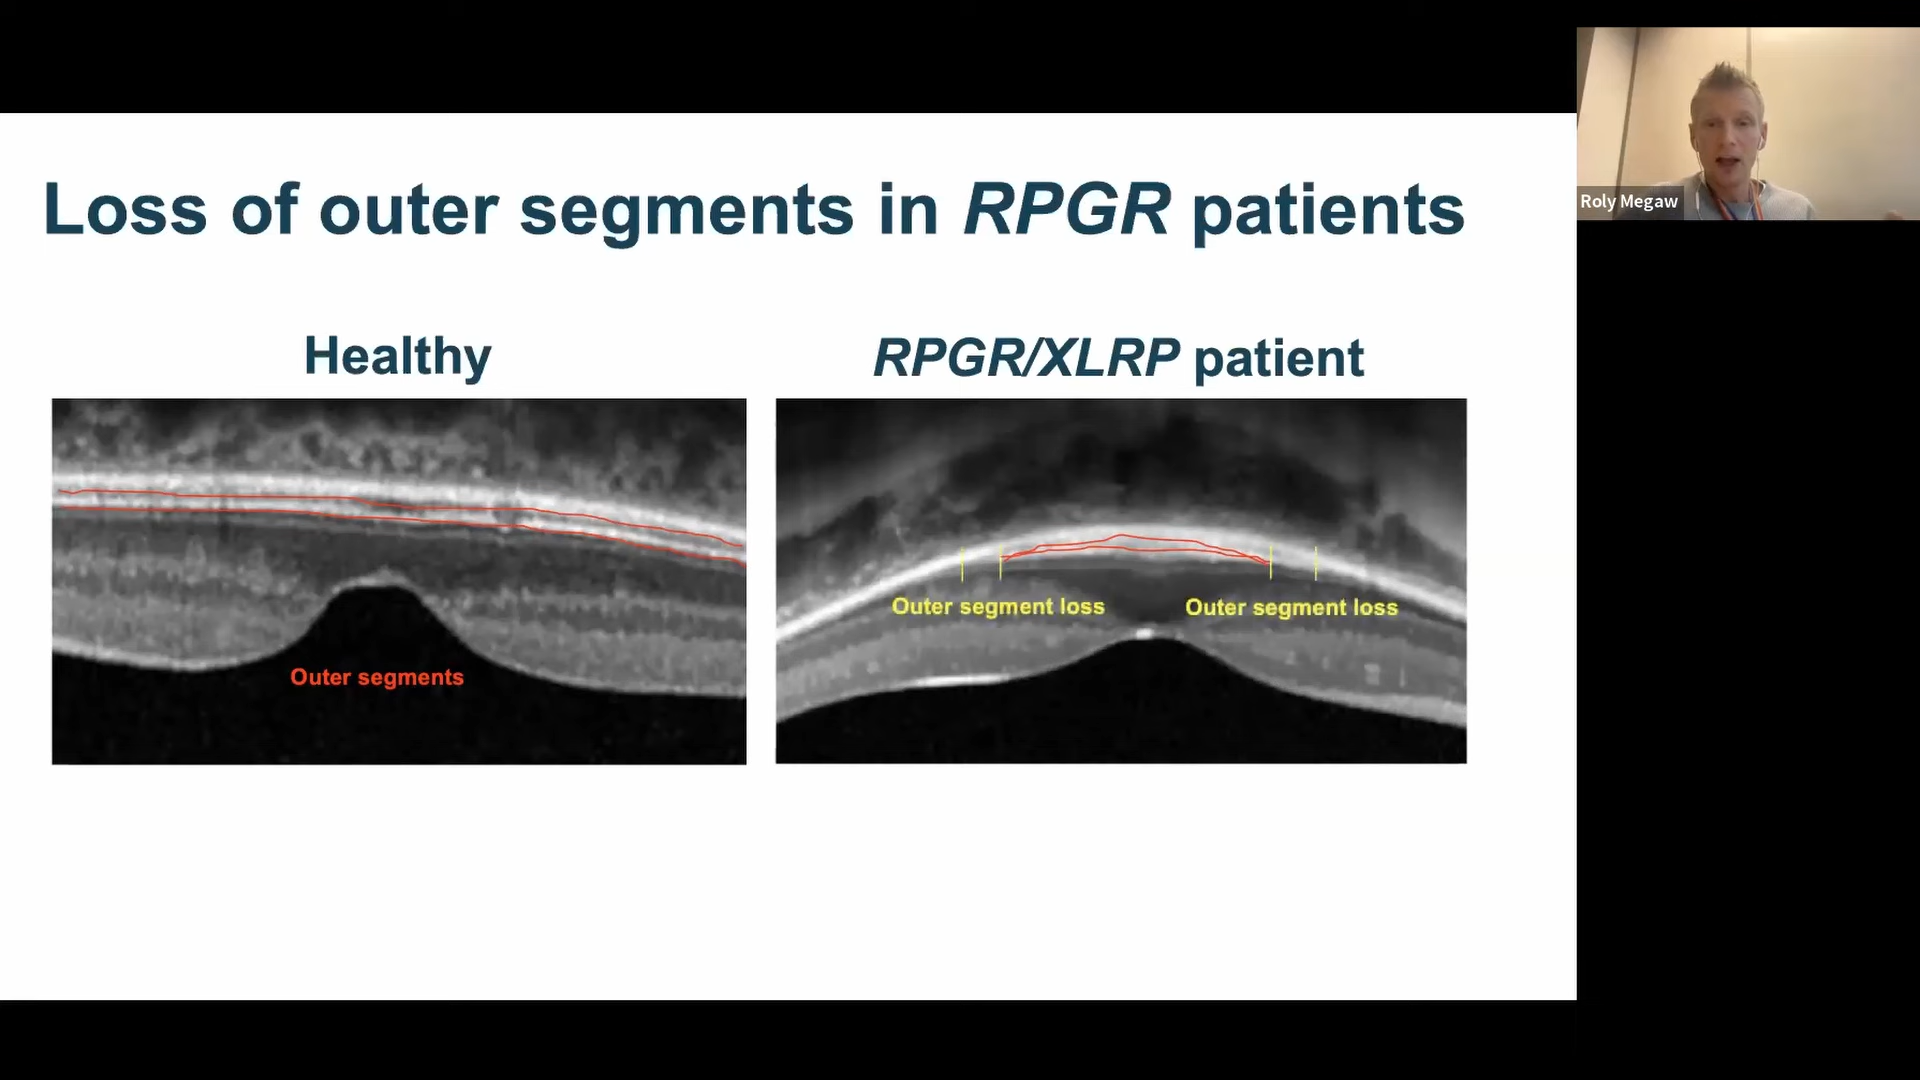 Loss of outer segments in RPGR patients
Roly Megaw
Healthy
RPGR/XLRP patient
Outer segment loss
Outer segment loss
Outer segments